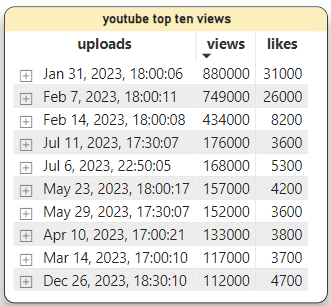 youtube top ten views
uploads views likes
Jan 31, 2023, 18:00:06 880000 31000
Feb 7, 2023, 18:00:11 749000 26000
Feb 14, 2023, 18:00:08 434000 8200
Jul 11, 2023, 17:30:07 176000 3600
Jul 6, 2023, 22:50:05 168000 5300
May 23, 2023, 18:00:17 157000 4200
May 29, 2023, 17:30:07 152000 3600
Apr 10, 2023, 17:00:21 133000 3800
Mar 14, 2023, 17:00:10 117000 3700
Dec 26, 2023, 18:30:10 112000 4700